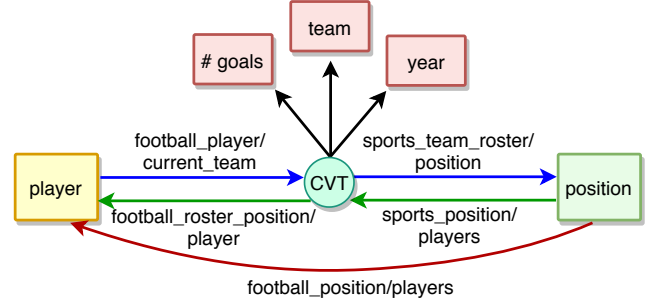 team
# goals
year
football_player/
current_team
sports_team_roster/
position
player
CVT
position
football_roster_position/
player
sports_position/
players
football_position/players